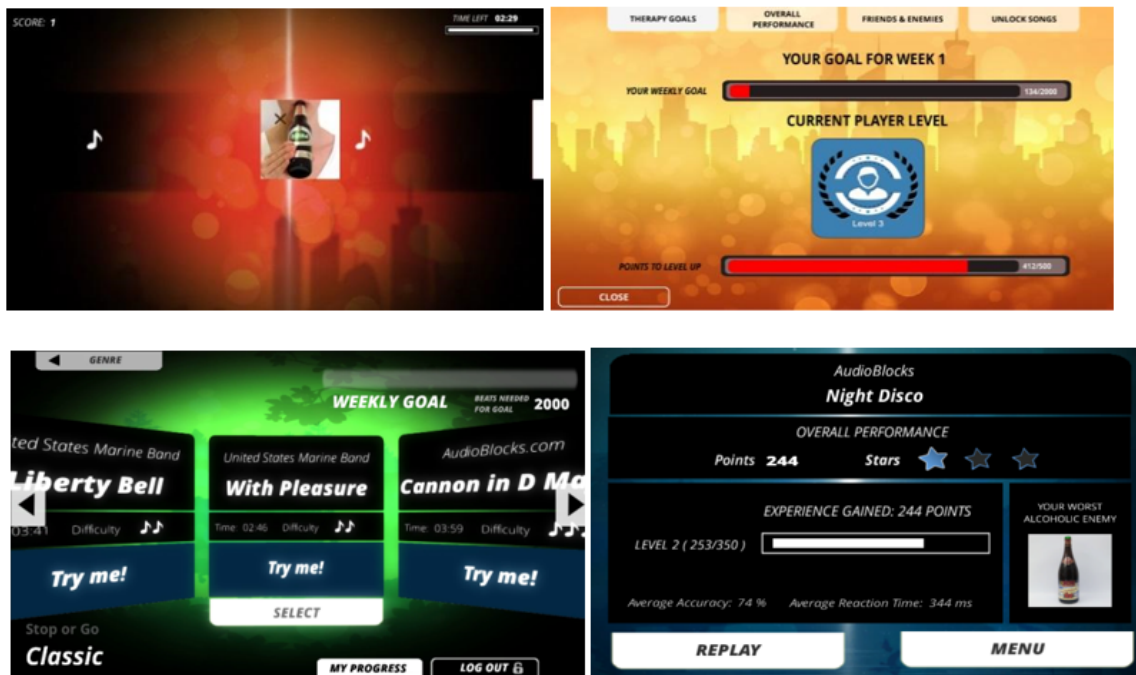 SCORE: 1
TIME LEFT 02:29
THERAPY GOALS
OVERALL PERFORMANCE
FRIENDS & ENEMIES
UNLOCK SONGS
YOUR GOAL FOR WEEK 1
YOUR WEEKLY GOAL 134/2000
CURRENT PLAYER LEVEL
Level 3
POINTS TO LEVEL UP 412/500
CLOSE
GENRE
WEEKLY GOAL
BEATS NEEDED FOR GOAL 2000
ted States Marine Band
Liberty Bell
03:41 Difficulty
Try me!
United States Marine Band
With Pleasure
Time: 02:46 Difficulty
Try me!
SELECT
AudioBlocks.com
Cannon in D Ma
Time: 03:59 Difficulty
Try me!
Stop or Go
Classic
MY PROGRESS
LOG OUT
AudioBlocks
Night Disco
OVERALL PERFORMANCE
Points 244 Stars
EXPERIENCE GAINED: 244 POINTS
LEVEL 2 ( 253/350 )
Average Accuracy: 74 % Average Reaction Time: 344 ms
YOUR WORST
ALCOHOLIC ENEMY
REPLAY
MENU